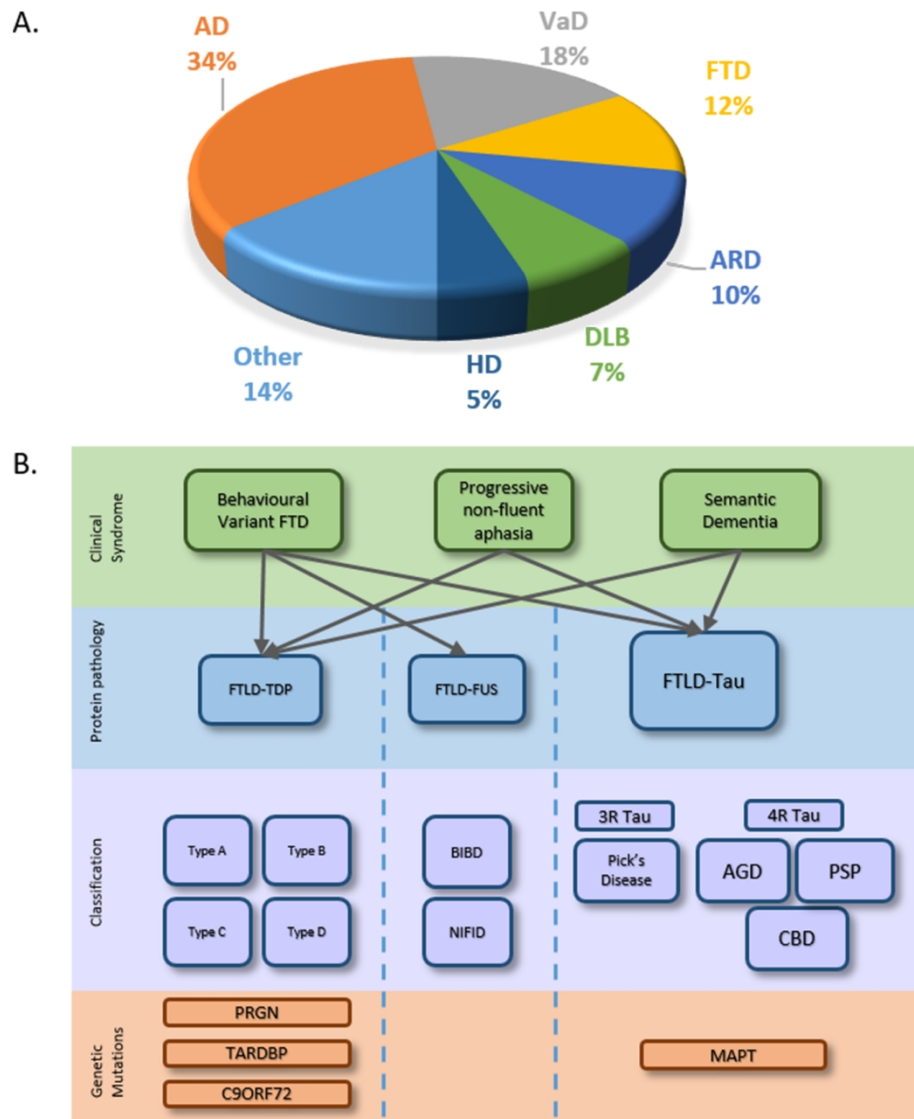 A.
AD
34%
VaD
18%
FTD
12%
ARD
10%
DLB
7%
HD
5%
Other
14%
B.
Clinical
Syndrome
Behavioural
Variant FTD
Progressive
non-fluent
aphasia
Semantic
Dementia
Protein pathology
FTLD-TDP
FTLD-FUS
FTLD-Tau
Classification
Type A
Type B
Type C
Type D
BIBD
NIFID
3R Tau
Pick's
Disease
4R Tau
AGD
PSP
CBD
Genetic
Mutations
PRGN
TARDBP
C9ORF72
MAPT